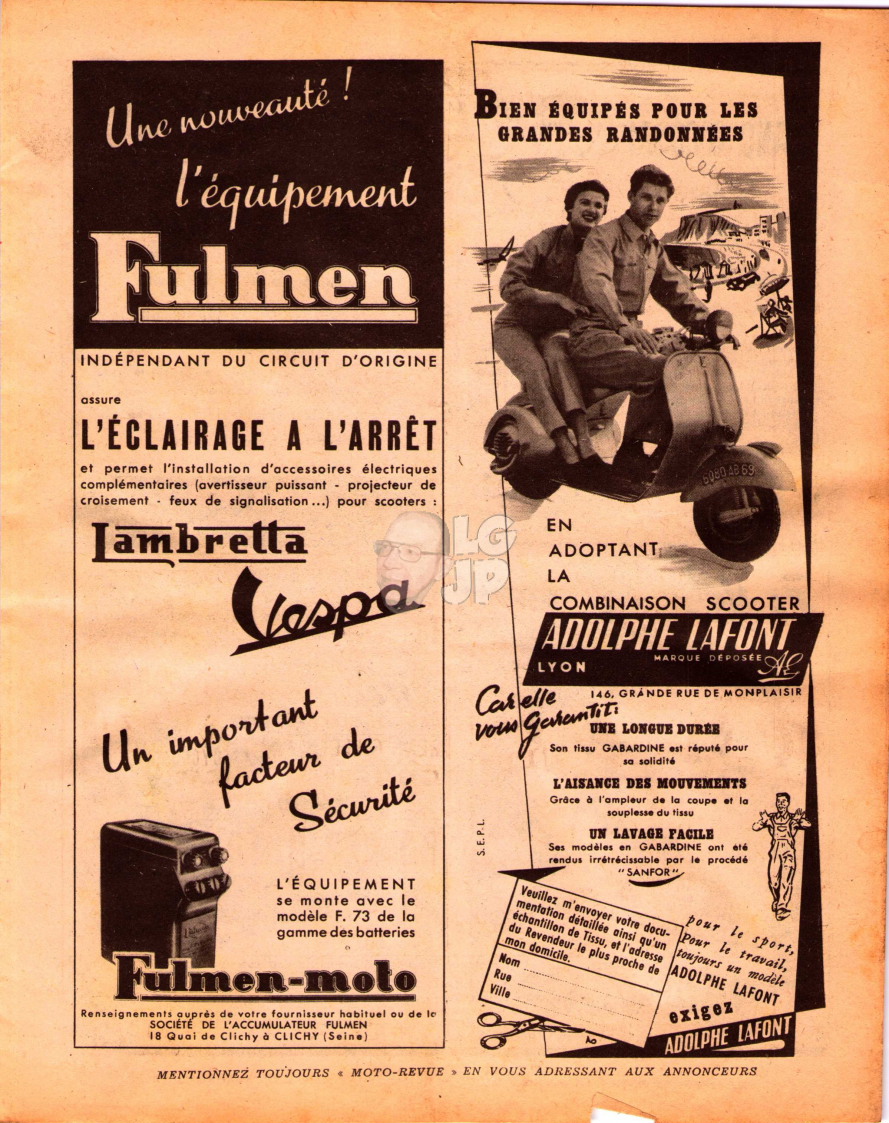 Une nouveauté !
l'équipement
Fulmen
INDÉPENDANT DU CIRCUIT D'ORIGINE
assure
L'ÉCLAIRAGE A L'ARRÊT
et permet l'installation d'accessoires électriques
complémentaires (avertisseur puissant - projecteur de
croisement - feux de signalisation ...) pour scooters :
Lambretta
Vespa
Un important
facteur de
Sécurité
L'ÉQUIPEMENT
se monte avec le
modèle F. 73 de la
gamme des batteries
Fulmen-moto
Renseignements auprès de votre fournisseur habituel ou de la
SOCIÉTÉ DE L'ACCUMULATEUR FULMEN
18 Quai de Clichy à CLICHY (Seine)
BIEN ÉQUIPÉS POUR LES
GRANDES RANDONNÉES
6080 AB 69
EN
ADOPTANT
LA
COMBINAISON SCOOTER
ADOLPHE LAFONT
LYON
MARQUE DÉPOSÉE
AL
146, GRANDE RUE DE MONPLAISIR
Car elle
vous Garantit :
UNE LONGUE DURÉE
Son tissu GABARDINE est réputé pour
sa solidité
L'AISANCE DES MOUVEMENTS
Grâce à l'ampleur de la coupe et la
souplesse du tissu
UN LAVAGE FACILE
Ses modèles en GABARDINE ont été
rendus irrétrécissable par le procédé
"SANFOR"
S.E.P.L.
Veuillez m'envoyer votre docu-
mentation détaillée ainsi qu'un
échantillon de Tissu, et l'adresse
du Revendeur le plus proche de
mon domicile.
Nom
Rue
Ville
pour le sport,
Pour le travail,
toujours un modèle
ADOLPHE LAFONT
exigez
ADOLPHE LAFONT
MENTIONNEZ TOUJOURS « MOTO-REVUE » EN VOUS ADRESSANT AUX ANNONCEURS
LG
JP